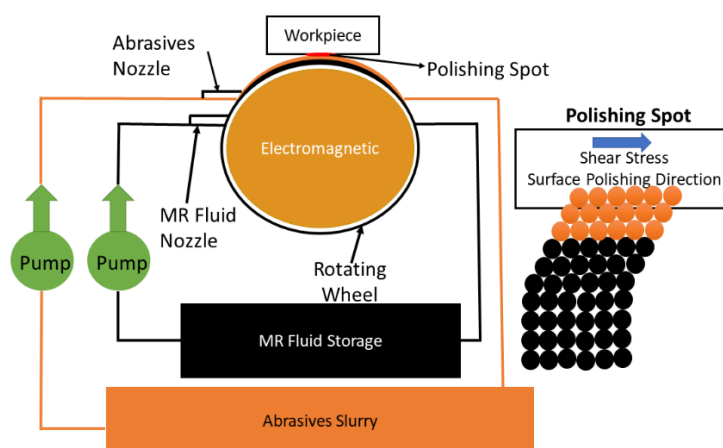 Workpiece
Abrasives
Nozzle
Polishing Spot
Electromagnetic
MR Fluid
Nozzle
Pump
Pump
Rotating
Wheel
MR Fluid Storage
Abrasives Slurry
Polishing Spot
Shear Stress
Surface Polishing Direction